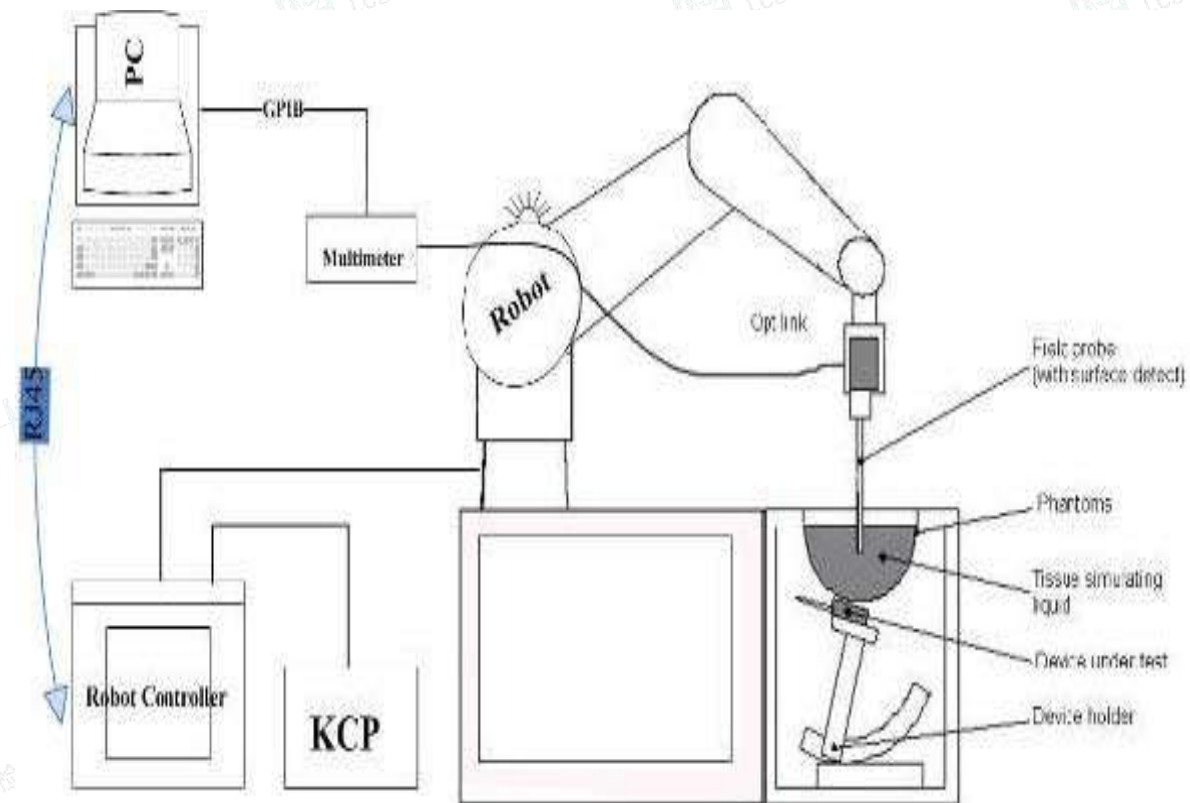 PC
GPIB
Multimeter
Robot
Opt link
Field probe
(with surface detect)
RJ45
Phantoms
Tissue simulating
liquid
Device under test
Device holder
Robot Controller
KCP